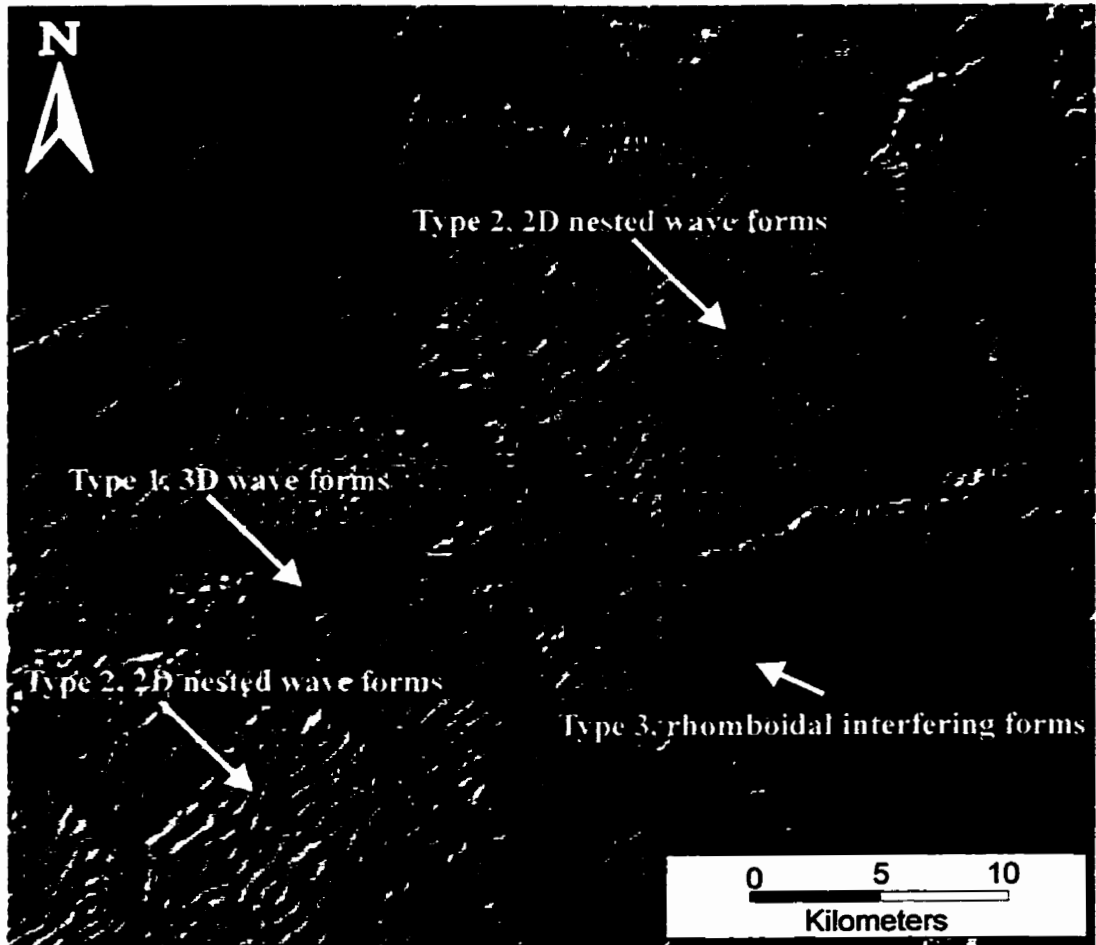 N
Type 2, 2D nested wave forms
Type 1, 3D wave forms
Type 2, 2D nested wave forms
Type 3, rhomboidal interfering forms
0 5 10
Kilometers